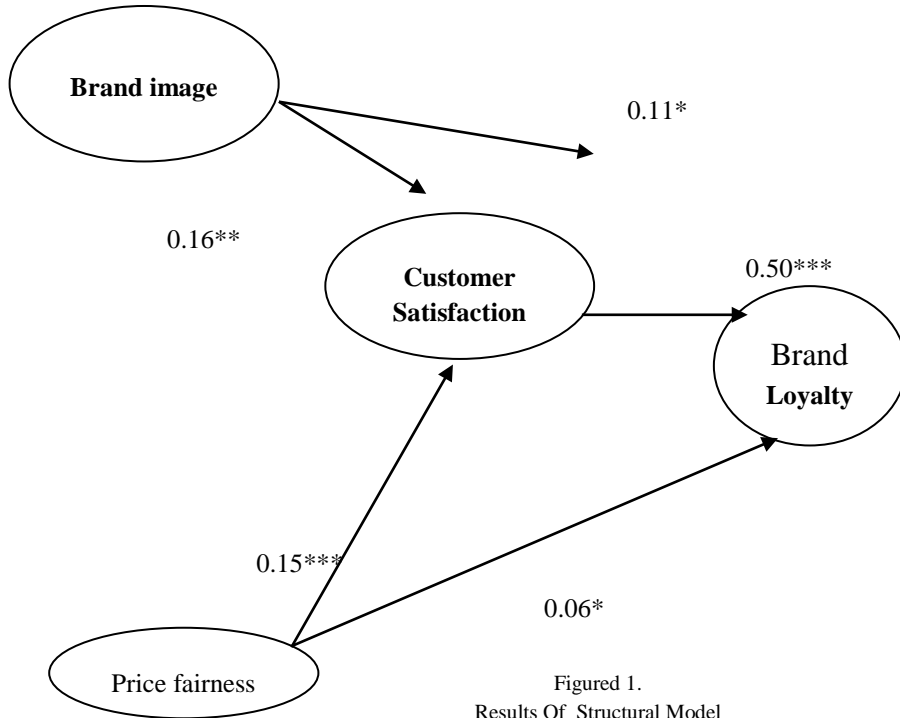 Brand image
0.11*
0.16**
Customer
Satisfaction
0.50***
Brand
Loyalty
0.15***
0.06*
Price fairness
Figured 1.
Results Of Structural Model